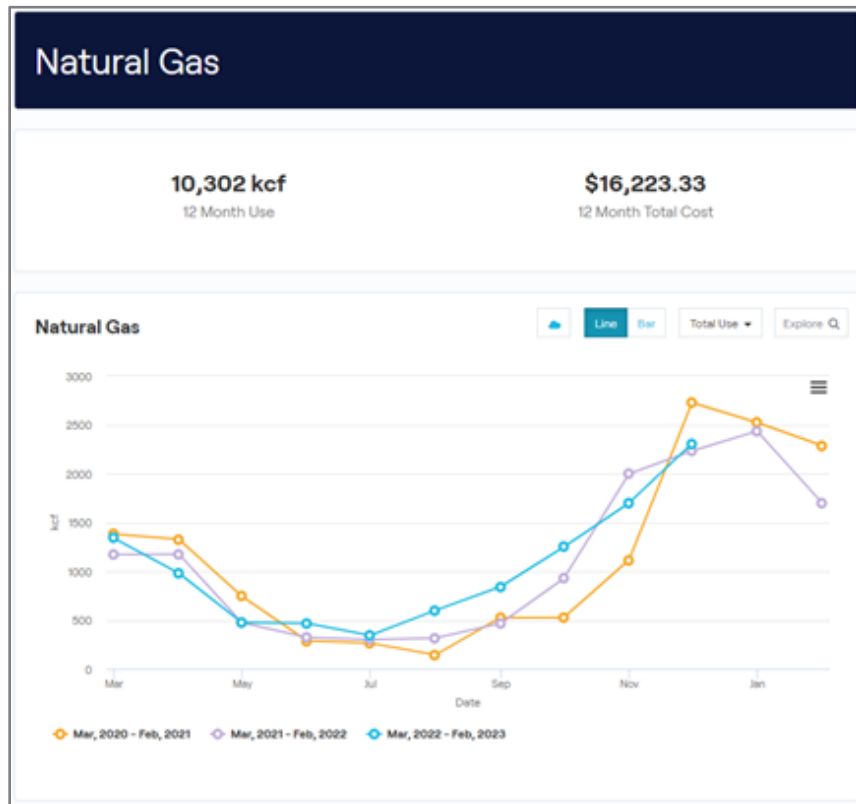 Natural Gas
10,302 kcf $16,223.33
12 Month Use 12 Month Total Cost
Natural Gas Line Bar Total Use Explore
3000
2500
2000
1500
1000
500
0
kcf
Mar May Jul Sep Nov Jan
Date
Mar, 2020 - Feb, 2021 Mar, 2021 - Feb, 2022 Mar, 2022 - Feb, 2023